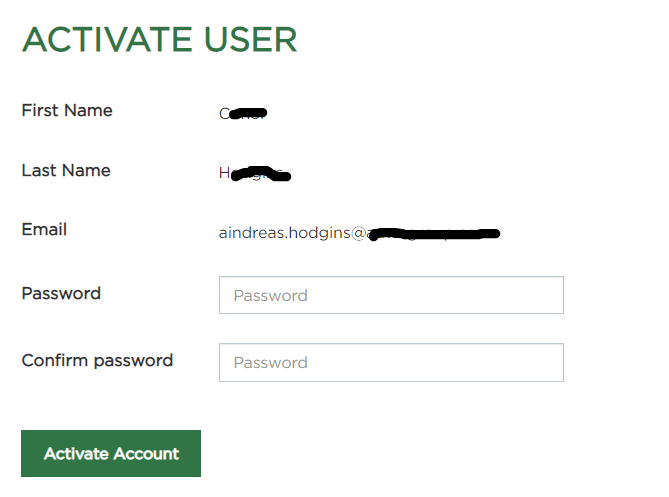 ACTIVATE USER
First Name
Last Name
Email aindreas.hodgins@
Password Password
Confirm password Password
Activate Account